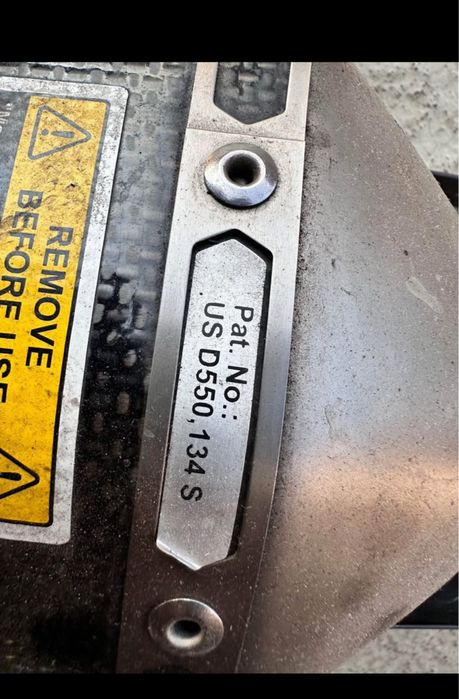 REMOVE
BEFORE USE
Pat. No.:
US D550,134 S